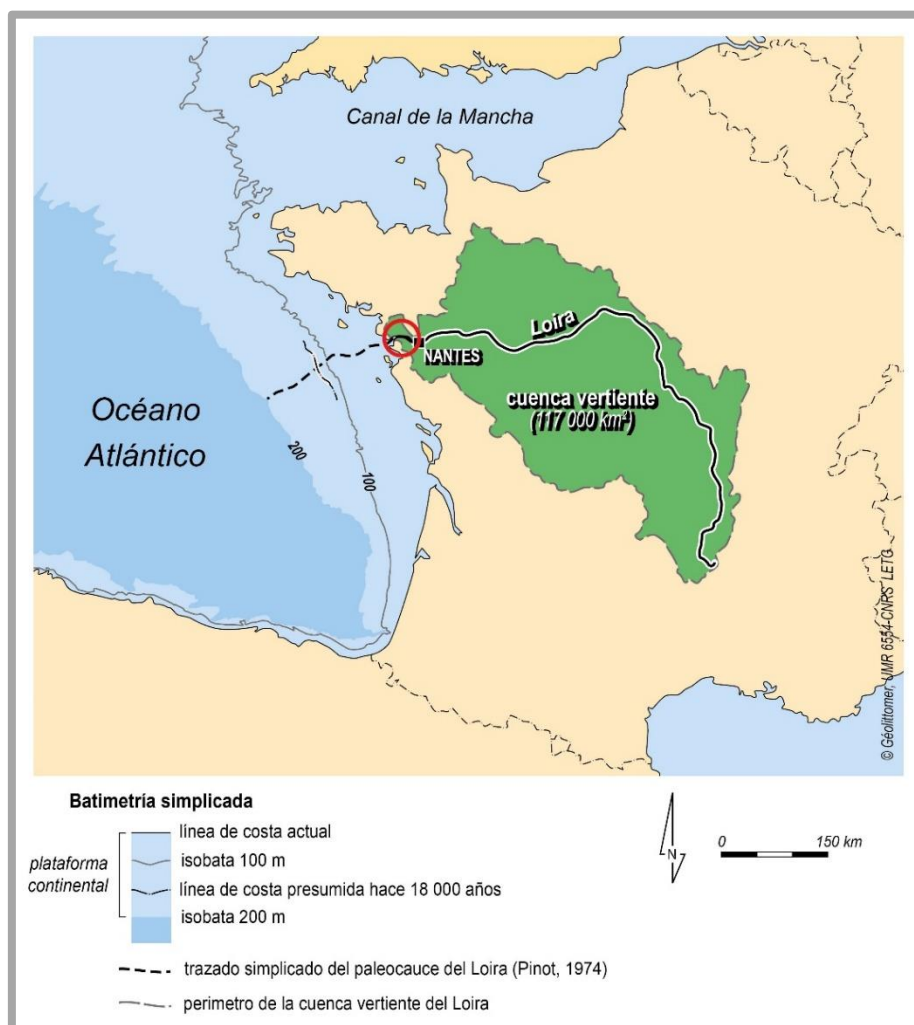 Canal de la Mancha
Loira
NANTES
cuenca vertiente
(117 000 km²)
Océano
Atlántico
200
100
© Géolittomer, UMR 6554-CNRS LETG
Batimetría simplicada
plataforma
continental
línea de costa actual
isobata 100 m
línea de costa presumida hace 18 000 años
isobata 200 m
N
0 150 km
trazado simplicado del paleocauce del Loira (Pinot, 1974)
perimetro de la cuenca vertiente del Loira